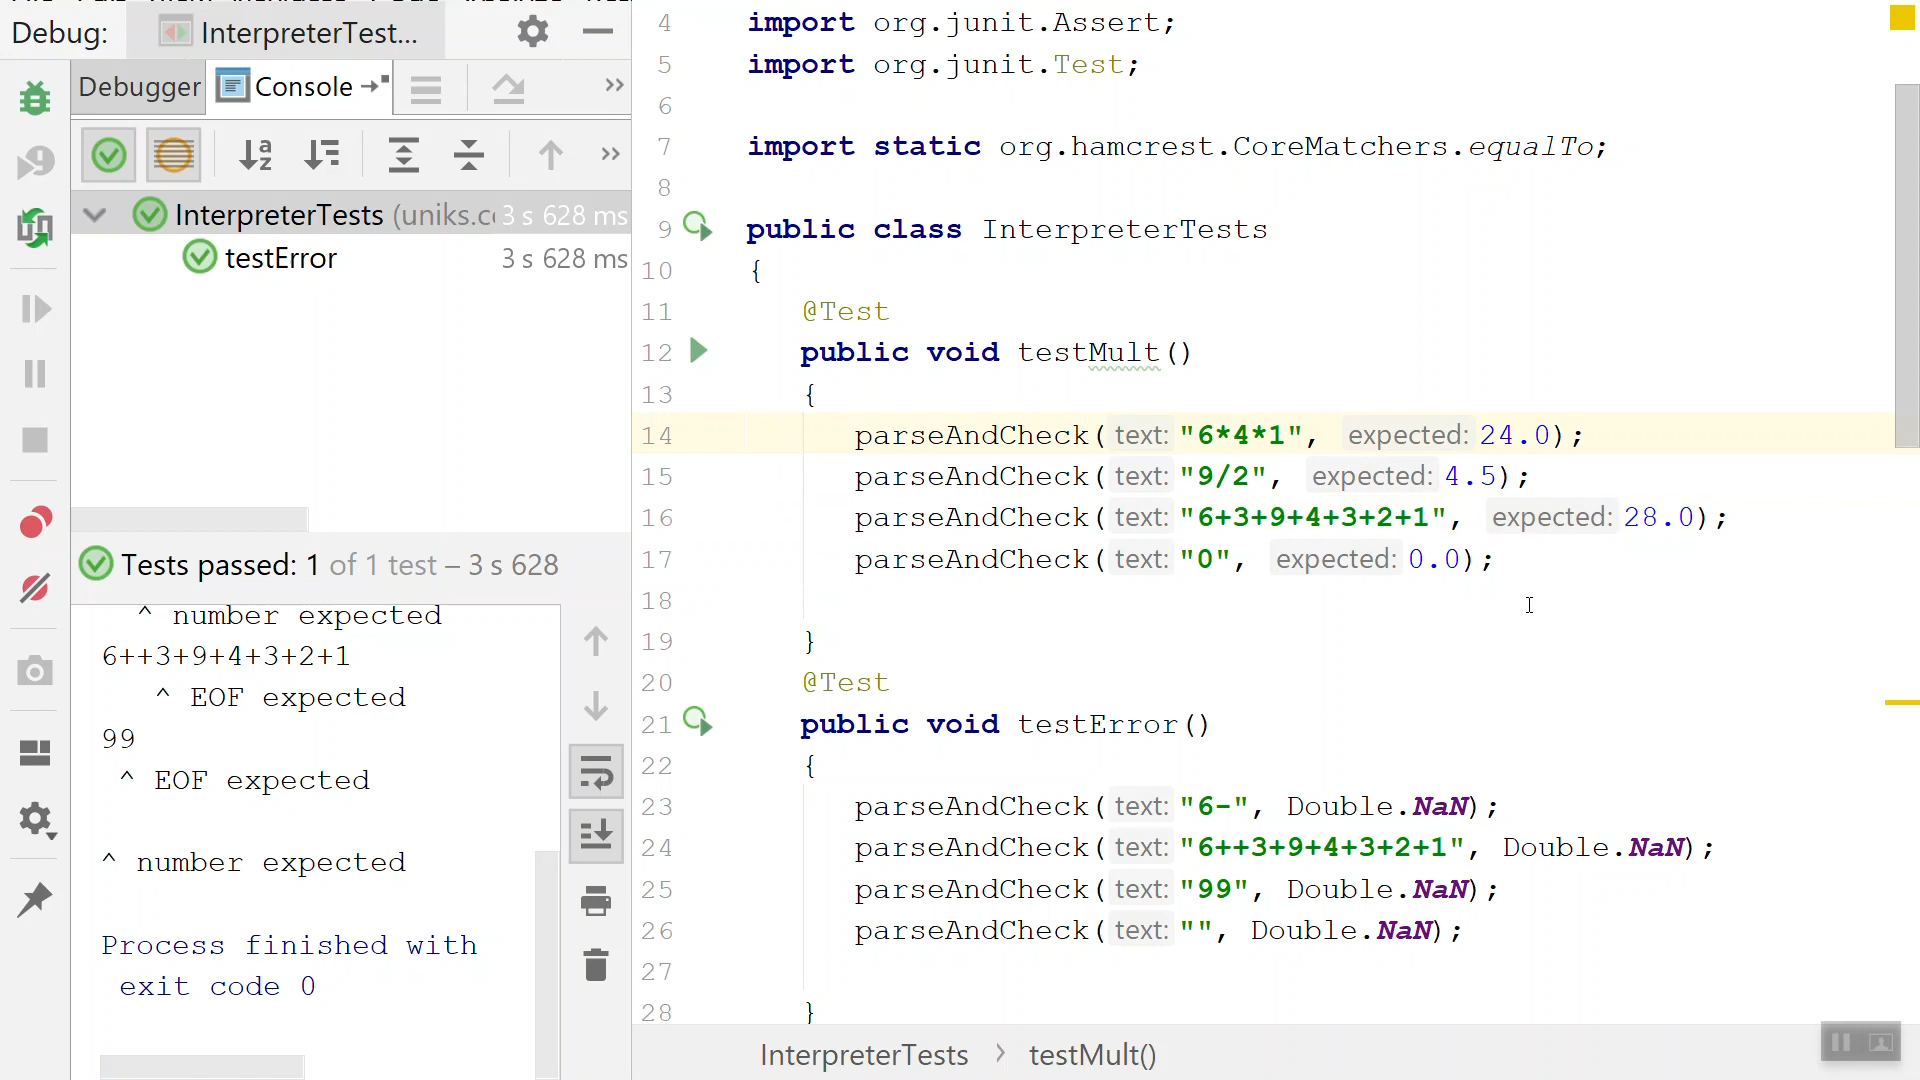 Debug:
InterpreterTest...
Debugger
Console
InterpreterTests (uniks.co 3 s 628 ms
testError 3 s 628 ms
Tests passed: 1 of 1 test – 3 s 628
^ number expected
6++3+9+4+3+2+1
^ EOF expected
99
^ EOF expected
^ number expected
Process finished with
exit code 0
4 import org.junit.Assert;
5 import org.junit.Test;
6
7 import static org.hamcrest.CoreMatchers.equalTo;
8
9 public class InterpreterTests
10 {
11 @Test
12 public void testMult()
13 {
14 parseAndCheck( text: "6*4*1", expected: 24.0);
15 parseAndCheck( text: "9/2", expected: 4.5);
16 parseAndCheck( text: "6+3+9+4+3+2+1", expected: 28.0);
17 parseAndCheck( text: "0", expected: 0.0);
18
19 }
20 @Test
21 public void testError()
22 {
23 parseAndCheck( text: "6-", Double.NaN);
24 parseAndCheck( text: "6++3+9+4+3+2+1", Double.NaN);
25 parseAndCheck( text: "99", Double.NaN);
26 parseAndCheck( text: "", Double.NaN);
27
28 }
InterpreterTests > testMult()